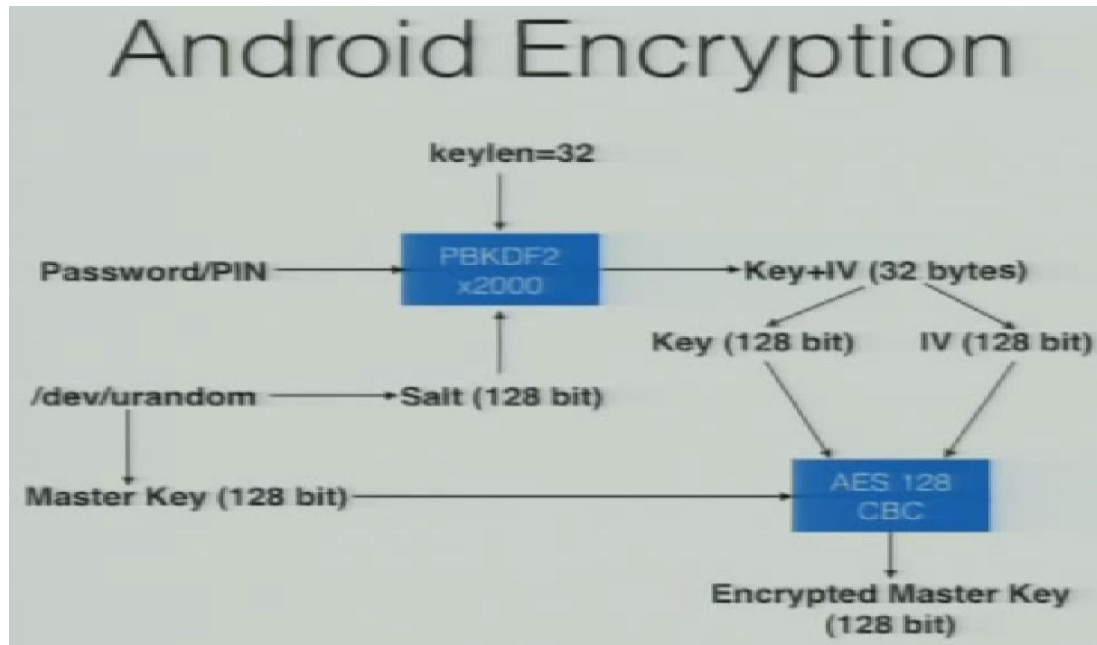 Android Encryption
keylen=32
PBKDF2
x2000
Password/PIN
Key+IV (32 bytes)
Key (128 bit)
IV (128 bit)
/dev/urandom
Salt (128 bit)
Master Key (128 bit)
AES 128
CBC
Encrypted Master Key
(128 bit)